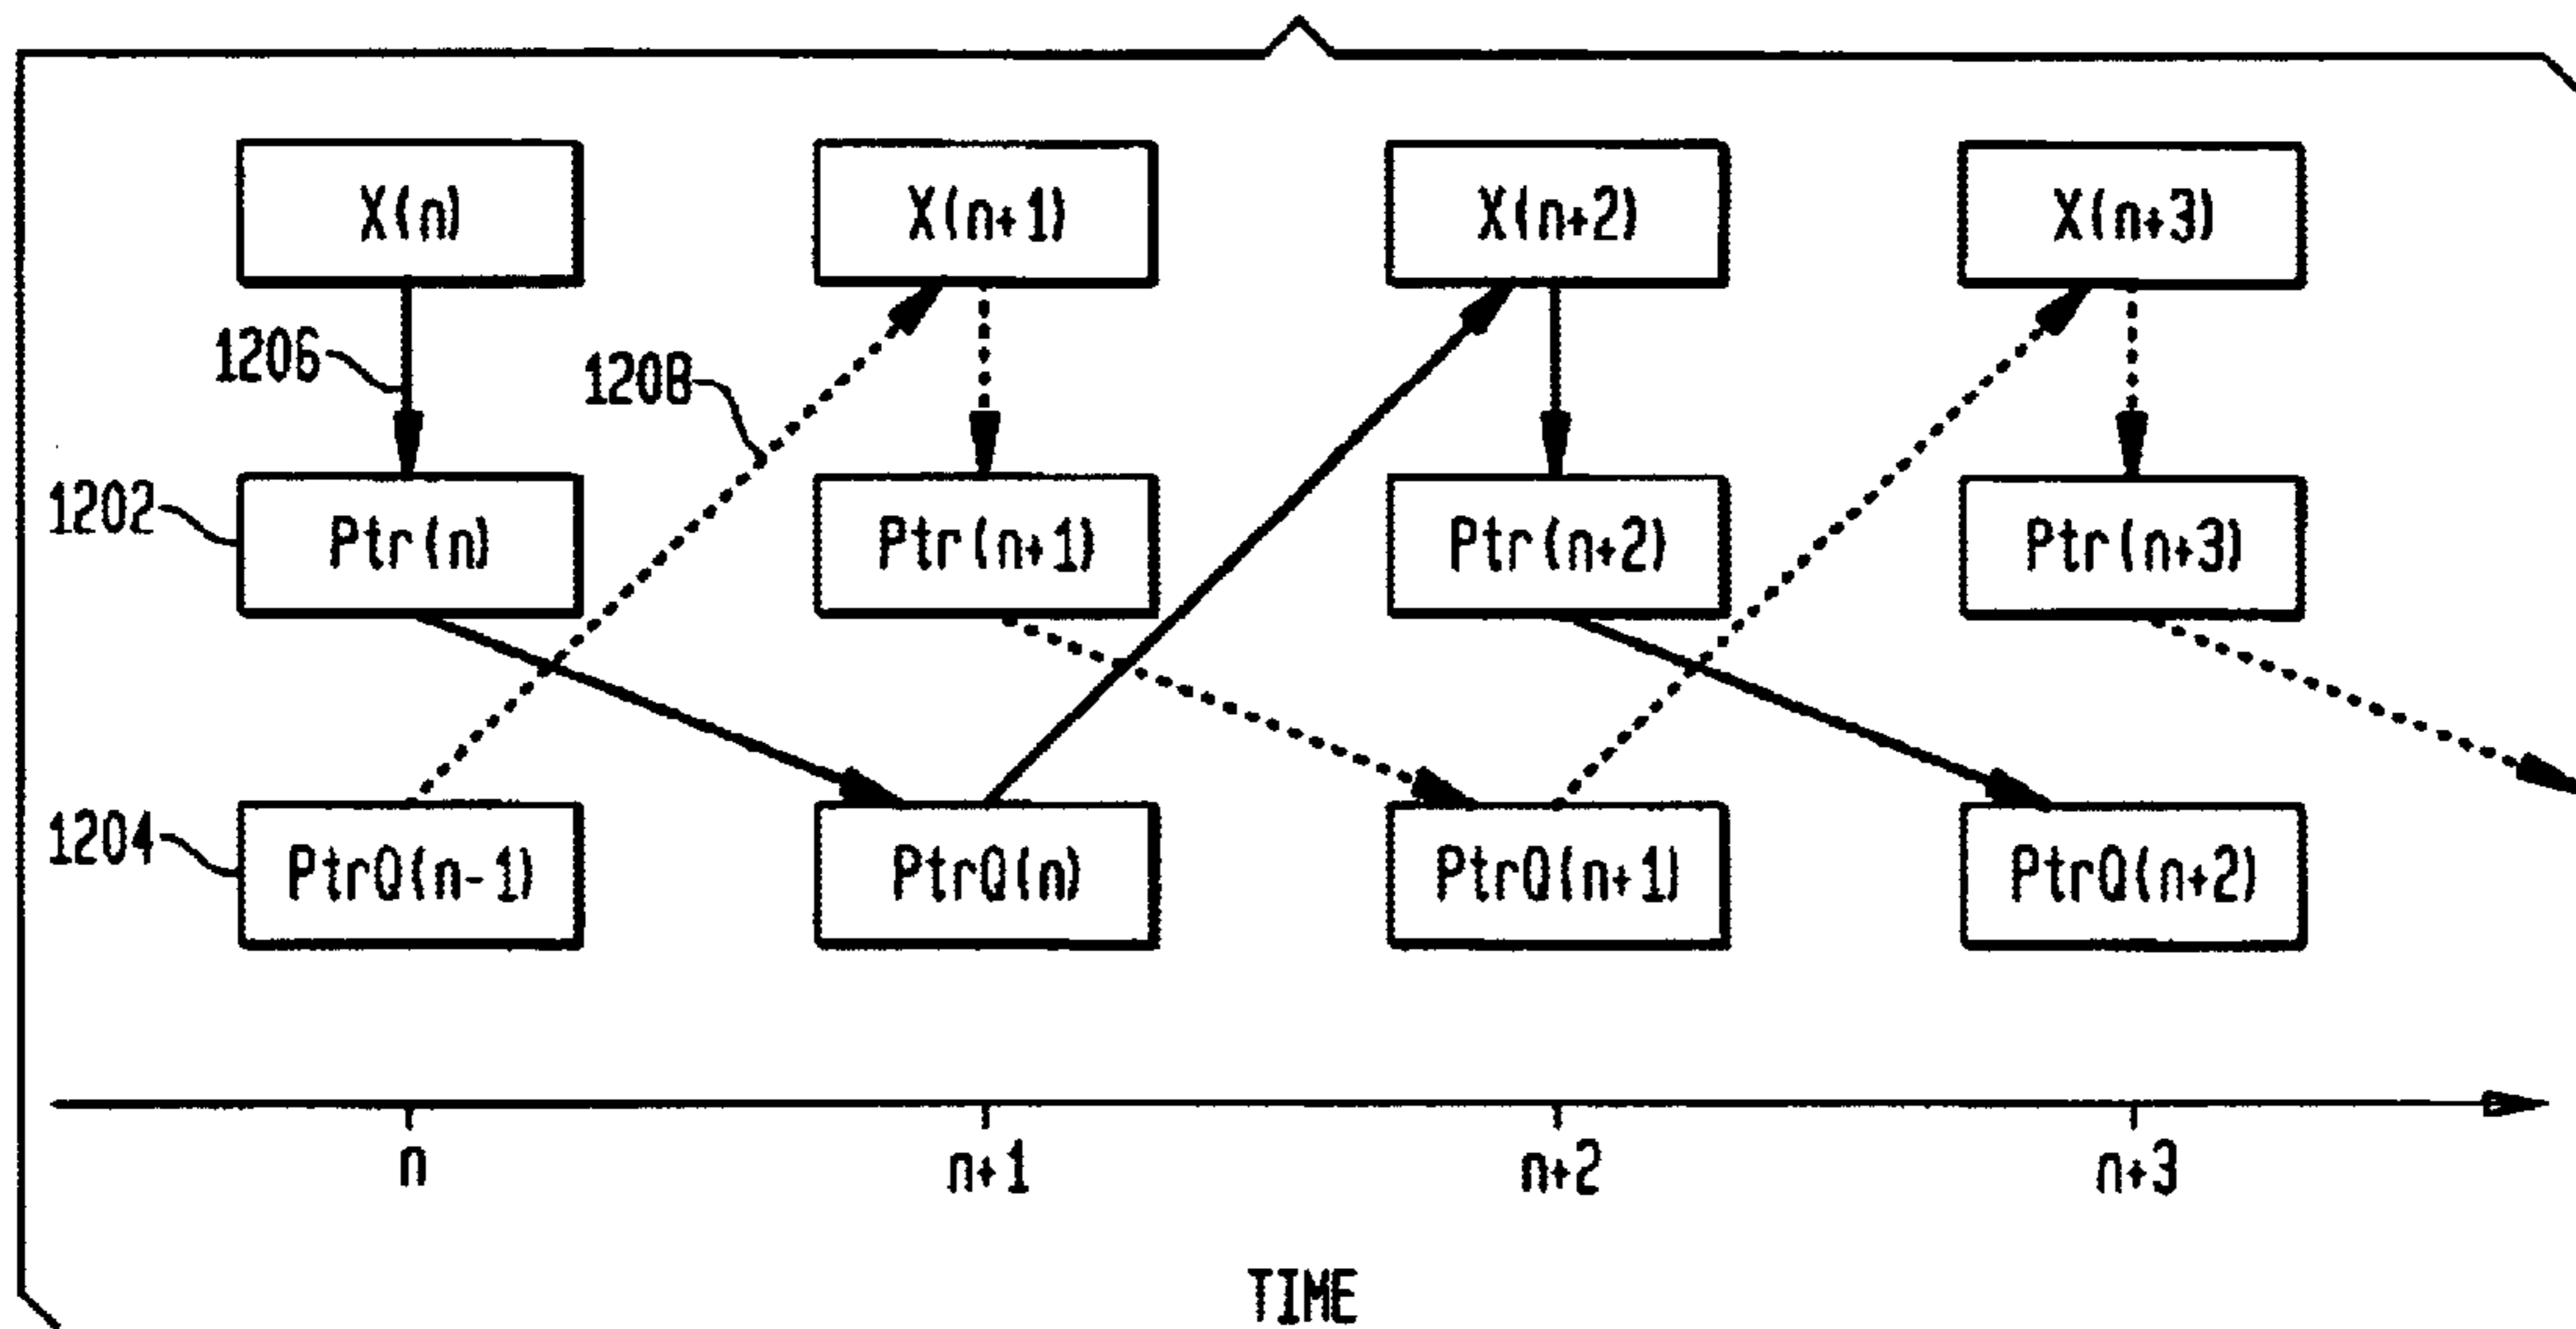 X(n) X(n+1) X(n+2) X(n+3)
1206 1208
1202 Ptr(n) Ptr(n+1) Ptr(n+2) Ptr(n+3)
1204 PtrQ(n-1) PtrQ(n) PtrQ(n+1) PtrQ(n+2)
n n+1 n+2 n+3
TIME